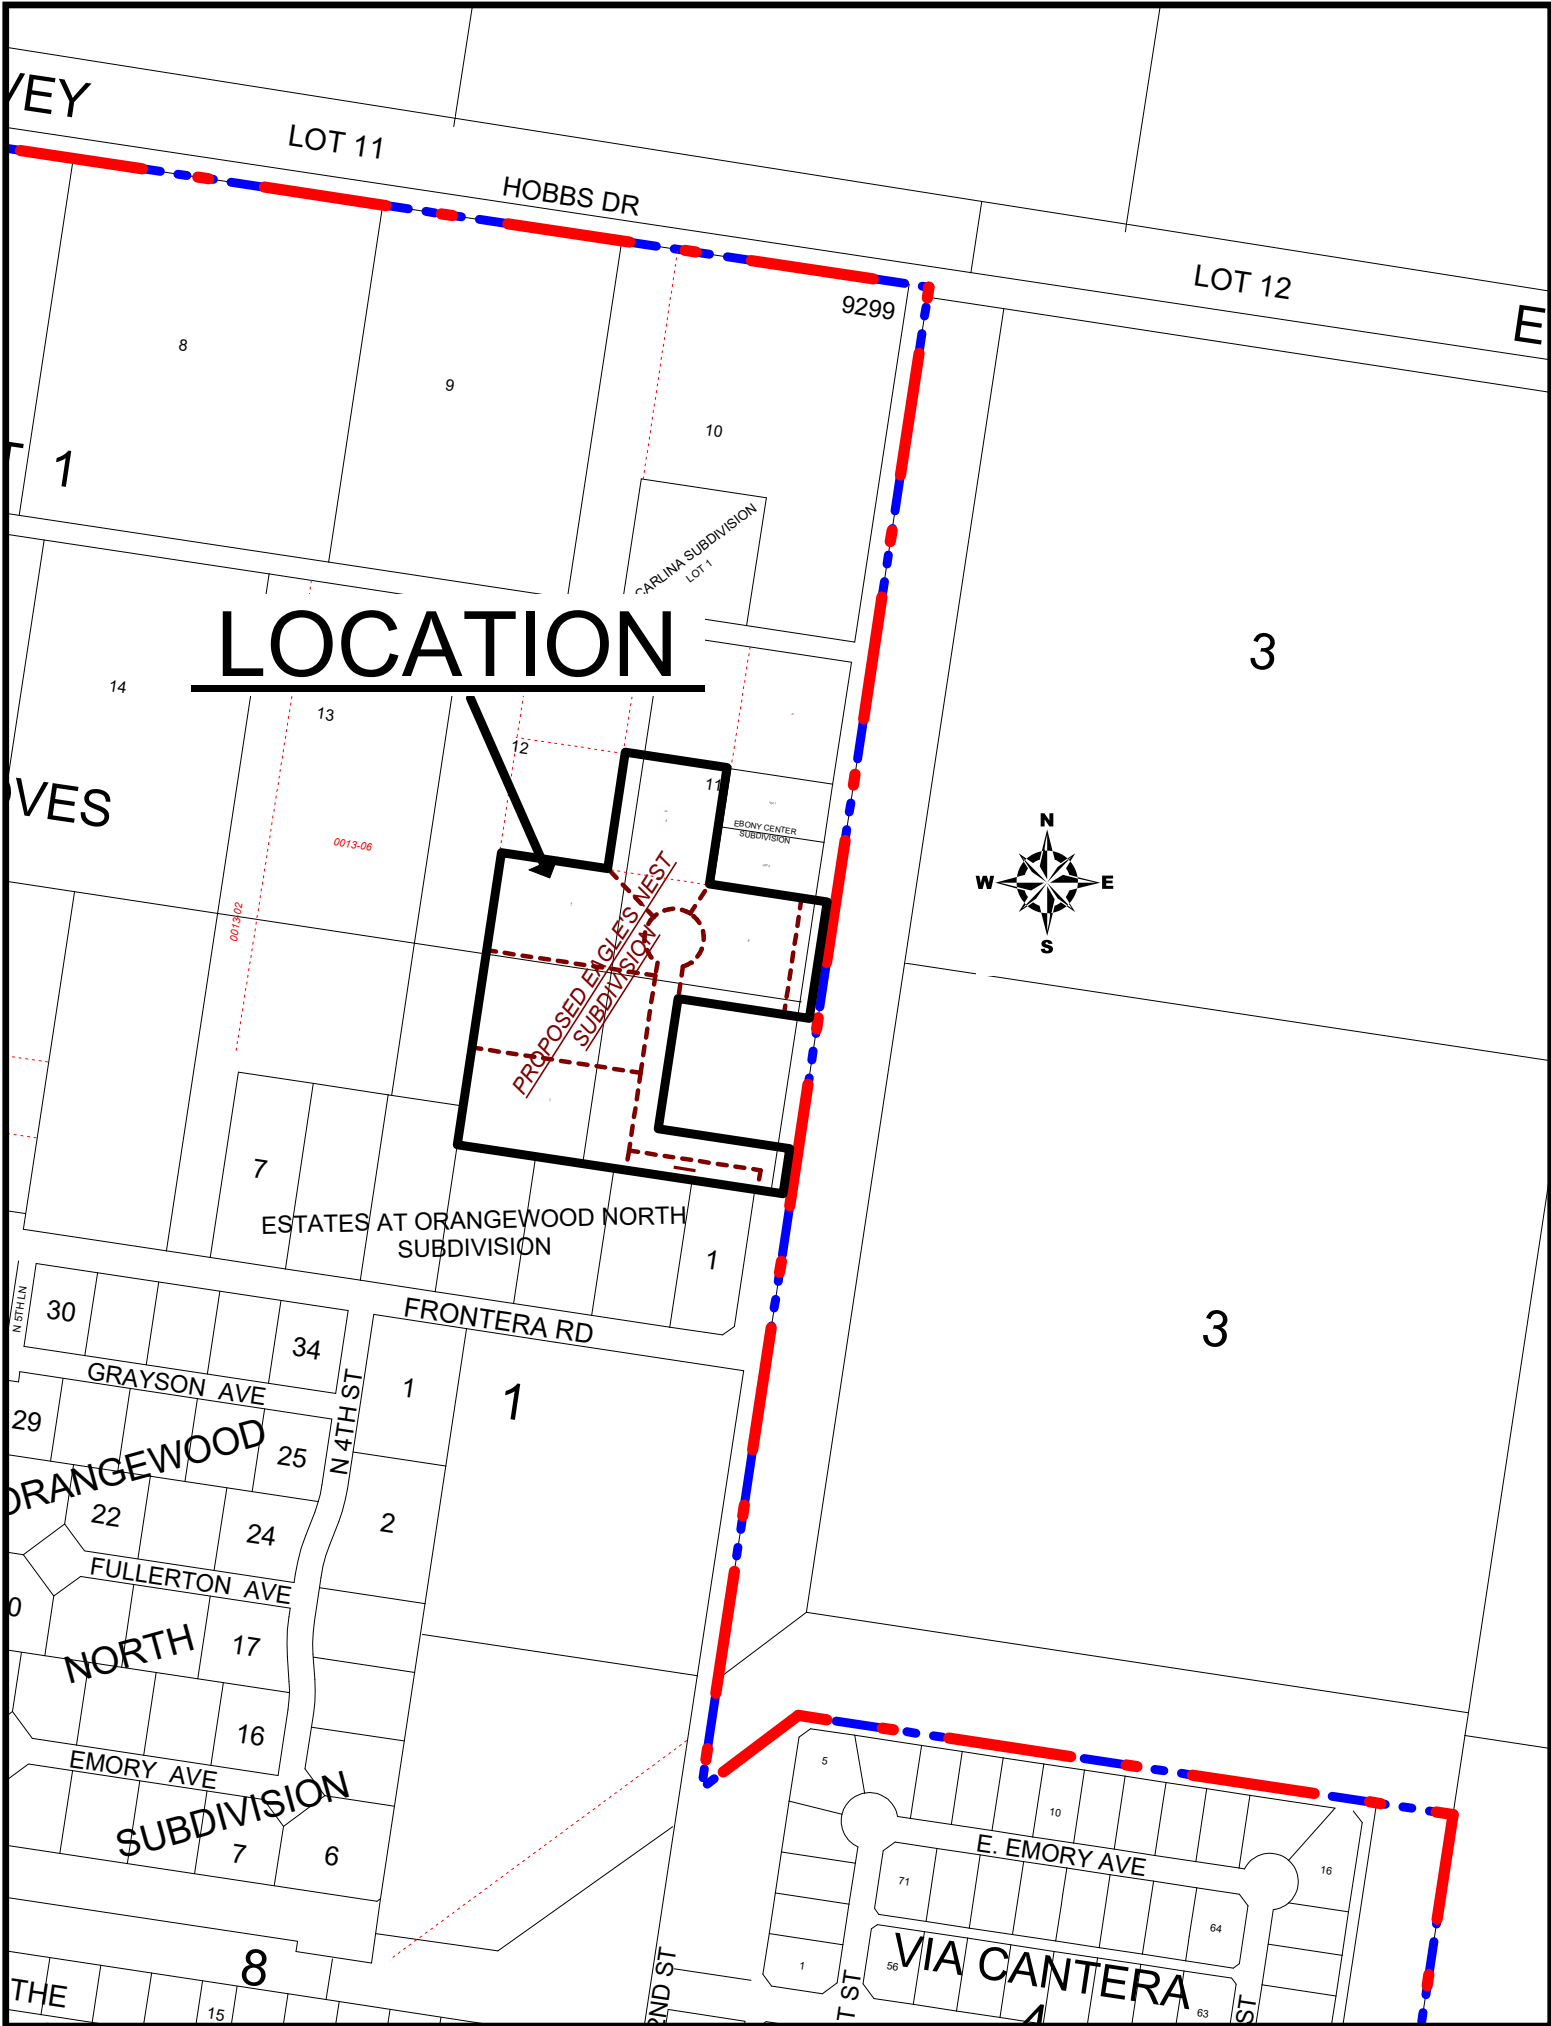 VEY
LOT 11
HOBBS DR
LOT 12
E
9299
8
9
10
1
CARLINA SUBDIVISION
LOT 1
LOCATION
3
14
13
12
11
VES
0013-06
0013-02
EBONY CENTER
SUBDIVISION
N
W
E
S
PROPOSED EAGLE'S NEST
SUBDIVISION
7
ESTATES AT ORANGEWOOD NORTH
SUBDIVISION
1
FRONTERA RD
3
N 5TH LN
30
34
GRAYSON AVE
N 4TH ST
1
1
29
25
ORANGEWOOD
22
24
2
FULLERTON AVE
0
NORTH
17
16
EMORY AVE
SUBDIVISION
7
6
5
10
E. EMORY AVE
16
71
64
8
THE
15
2ND ST
1
T ST
56
VIA CANTERA
4
63
ST